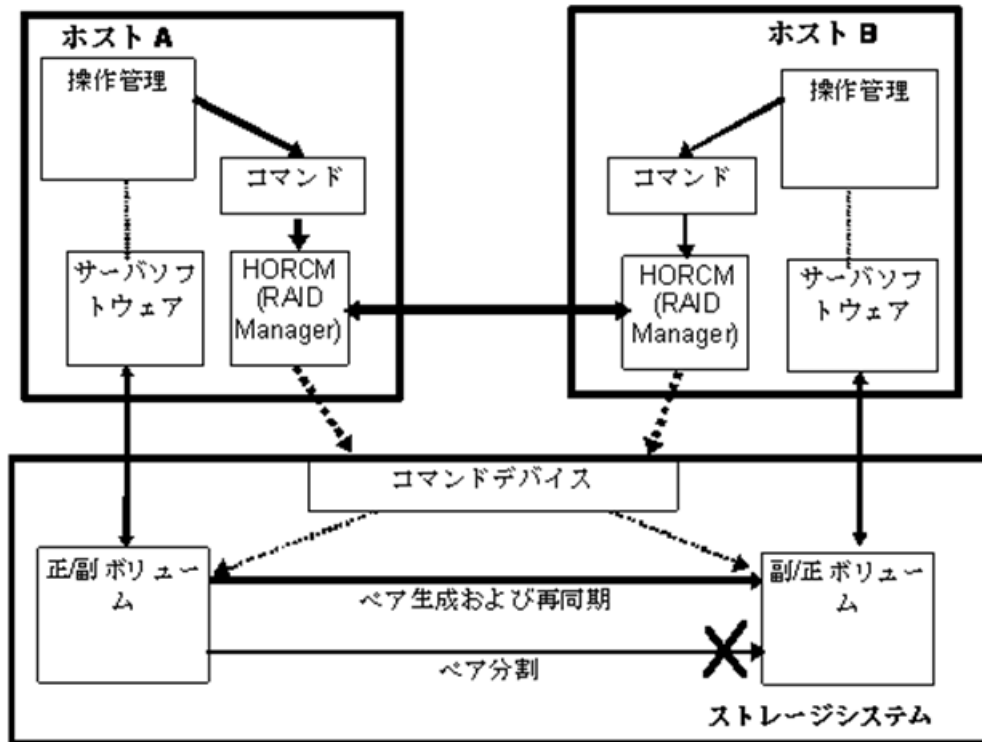 ホスト A
操作管理
コマンド
サーバソフ
トウェア
HORCM
(RAID
Manager)
ホスト B
操作管理
コマンド
HORCM
(RAID
Manager)
サーバソフ
トウェア
コマンドデバイス
正/副 ボリュー
ム
副/正 ボリュー
ム
ペア生成および再同期
ペア分割
ストレージシステム